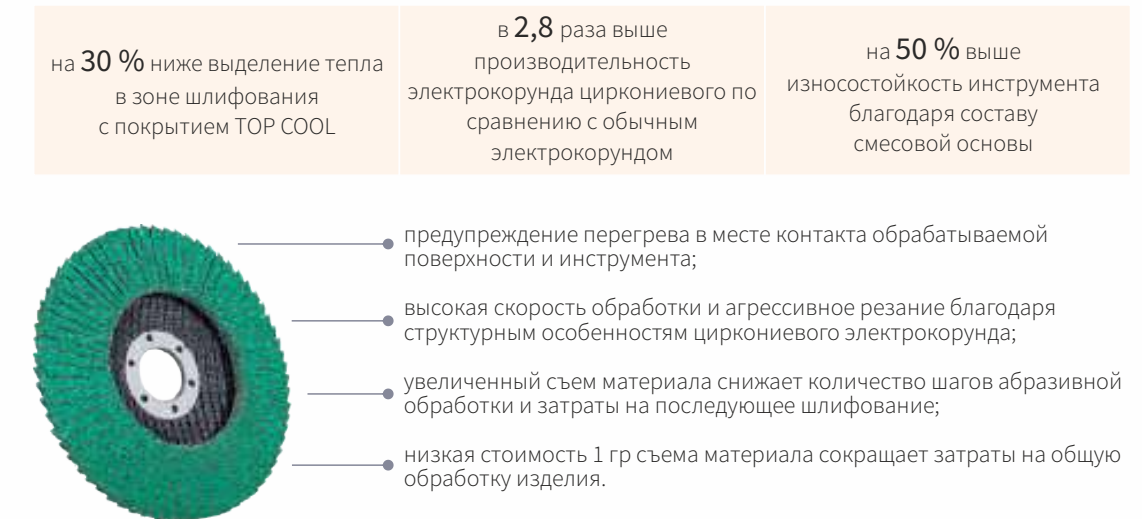 на 30 % ниже выделение тепла
в зоне шлифования
с покрытием TOP COOL
в 2,8 раза выше
производительность
электрокорунда циркониевого по
сравнению с обычным
электрокорундом
на 50 % выше
износостойкость инструмента
благодаря составу
смесовой основы
предупреждение перегрева в месте контакта обрабатываемой
поверхности и инструмента;
высокая скорость обработки и агрессивное резание благодаря
структурным особенностям циркониевого электрокорунда;
увеличенный съем материала снижает количество шагов абразивной
обработки и затраты на последующее шлифование;
низкая стоимость 1 гр съема материала сокращает затраты на общую
обработку изделия.